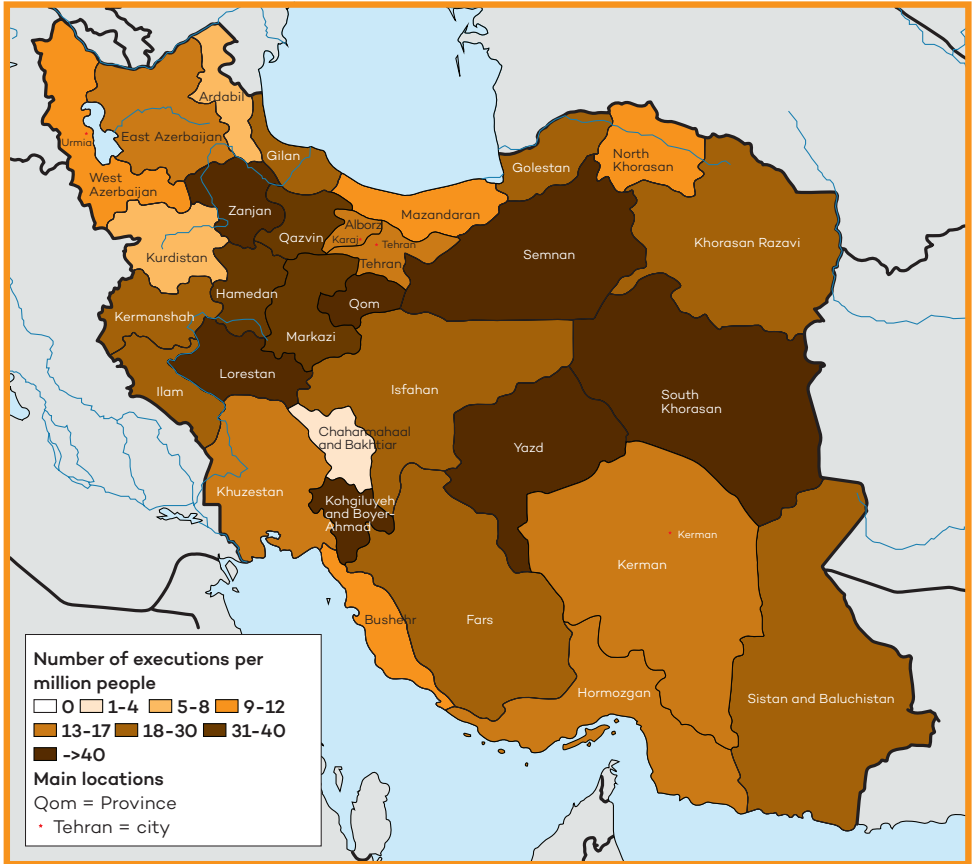 Ardabil
Urmia
East Azerbaijan
Gilan
Golestan
North
Khorasan
West
Azerbaijan
Zanjan
Mazandaran
Alborz
Karaj
Tehran
Qazvin
Tehran
Semnan
Khorasan Razavi
Kurdistan
Hamedan
Qom
Kermanshah
Markazi
Lorestan
Ilam
Isfahan
South
Khorasan
Chaharmahaal
and Bakhtiar
Yazd
Khuzestan
Kohgiluyeh
and Boyer-
Ahmad
Kerman
Kerman
Bushehr
Fars
Hormozgan
Sistan and Baluchistan
Number of executions per
million people
0 1-4 5-8 9-12
13-17 18-30 31-40
->40
Main locations
Qom = Province
* Tehran = city